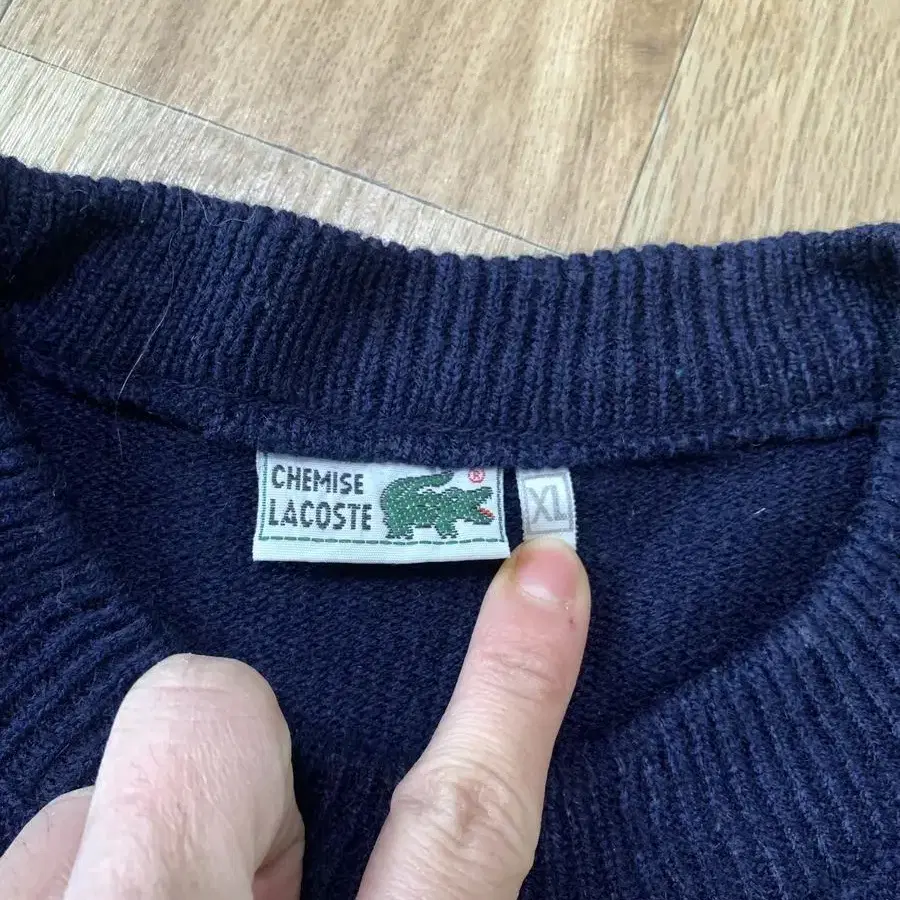 CHEMISE
LACOSTE
®
XL